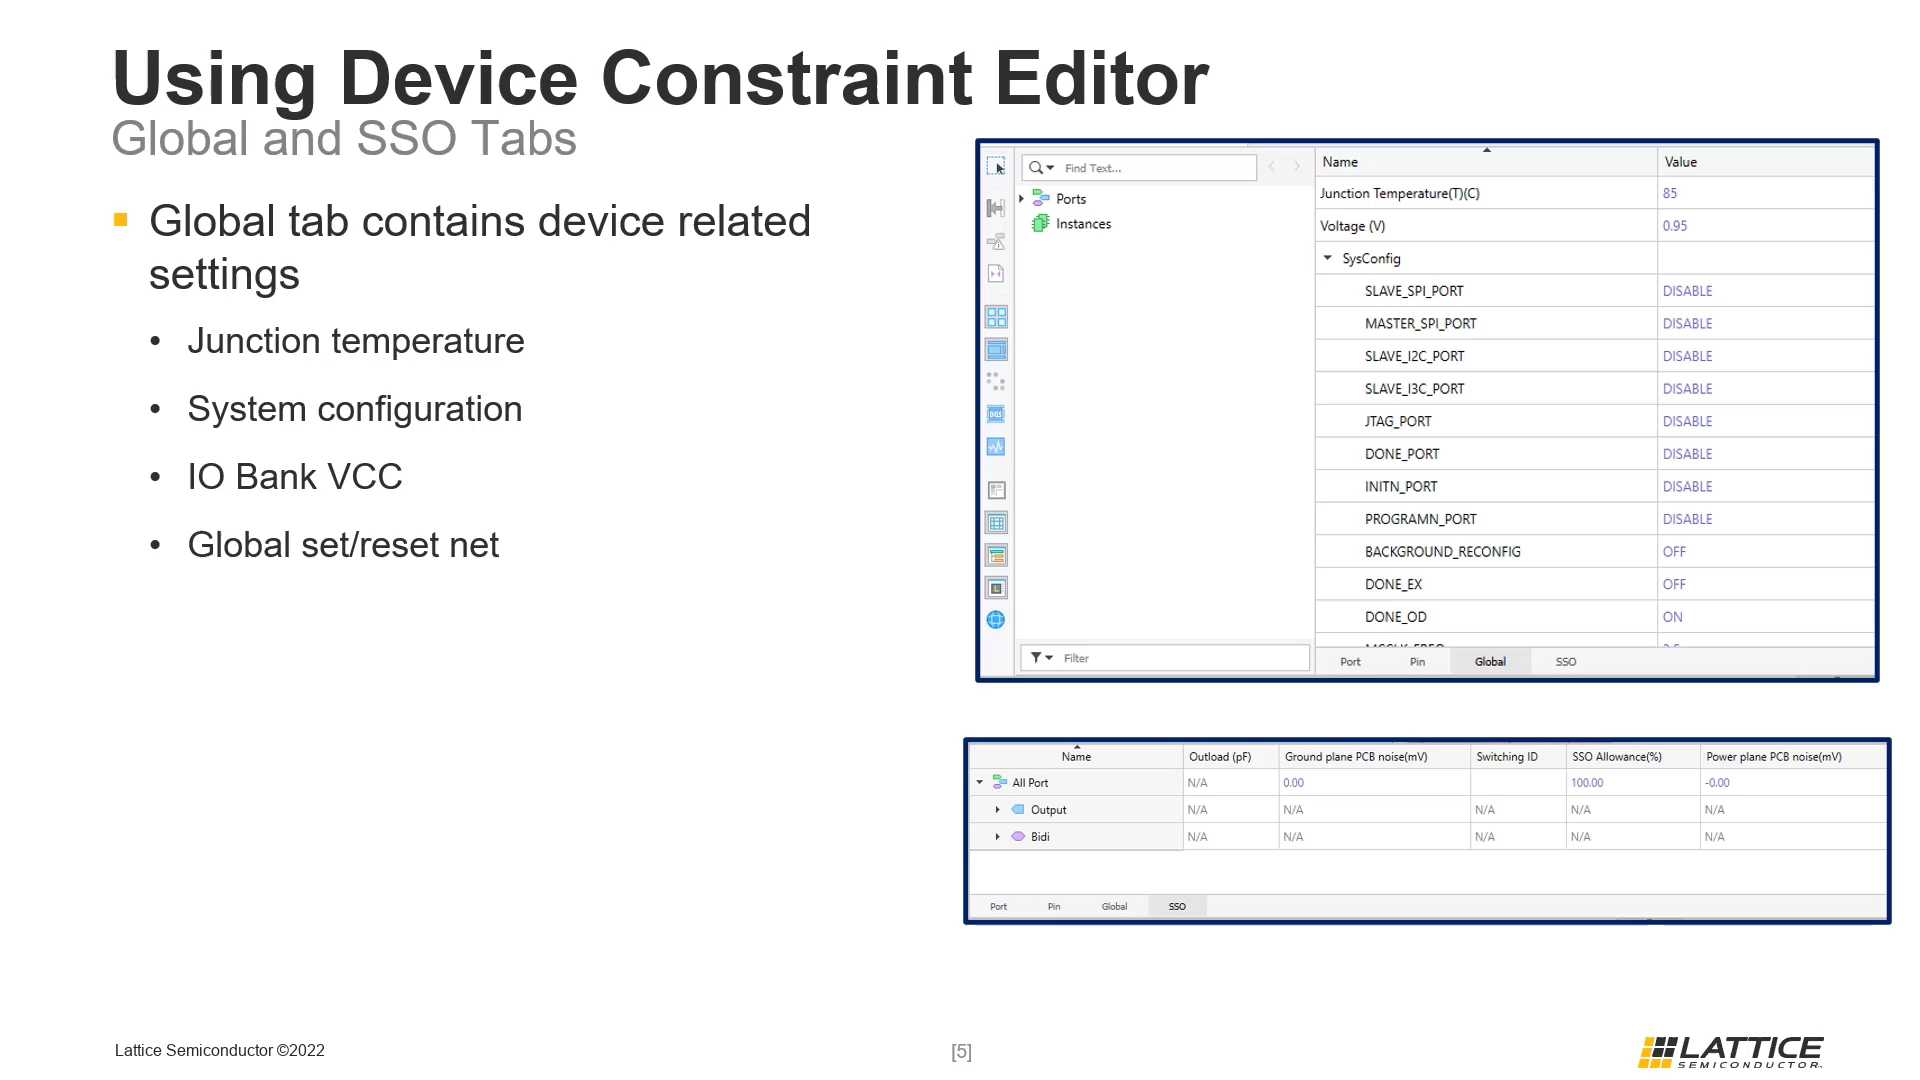 Using Device Constraint Editor
Global and SSO Tabs
Global tab contains device related
settings
• Junction temperature
• System configuration
• IO Bank VCC
• Global set/reset net
Find Text...
Ports
Instances
Filter
Name Value
Junction Temperature(T)(C) 85
Voltage (V) 0.95
SysConfig
SLAVE_SPI_PORT DISABLE
MASTER_SPI_PORT DISABLE
SLAVE_I2C_PORT DISABLE
SLAVE_I3C_PORT DISABLE
JTAG_PORT DISABLE
DONE_PORT DISABLE
INITN_PORT DISABLE
PROGRAMN_PORT DISABLE
BACKGROUND_RECONFIG OFF
DONE_EX OFF
DONE_OD ON
Port Pin Global SSO
Name Outload (pF) Ground plane PCB noise(mV) Switching ID SSO Allowance(%) Power plane PCB noise(mV)
All Port N/A 0.00 100.00 -0.00
Output N/A N/A N/A N/A N/A
Bidi N/A N/A N/A N/A N/A
Port Pin Global SSO
Lattice Semiconductor ©2022
[5]
LATTICE
SEMICONDUCTOR